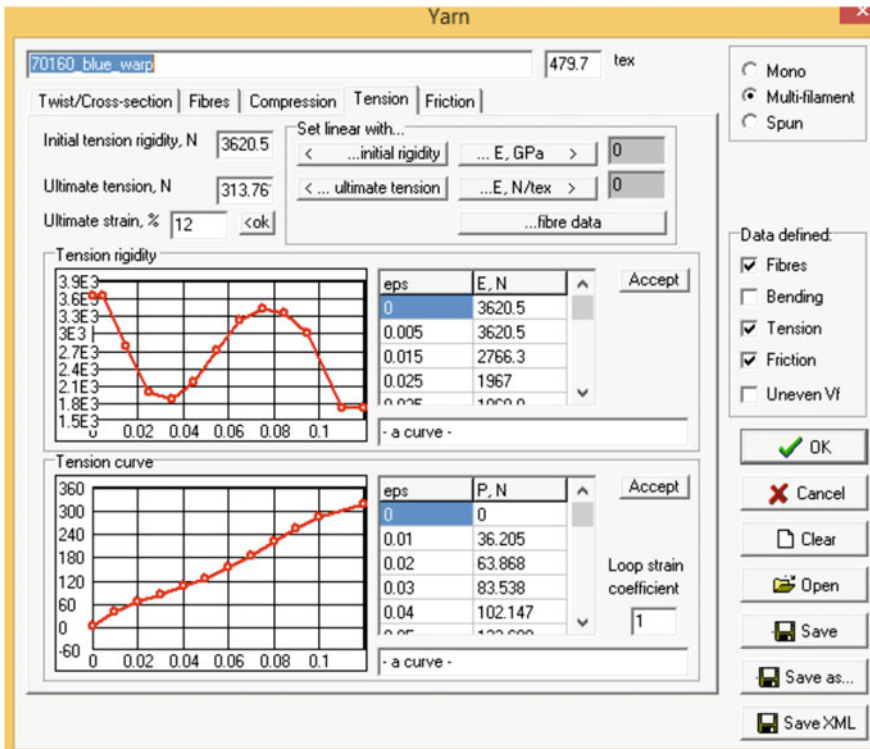 Yarn
70160_blue_warp 479.7 tex
Mono
Multi-filament
Spun
Twist/Cross-section Fibres Compression Tension Friction
Initial tension rigidity, N 3620.5
Ultimate tension, N 313.76
Ultimate strain, % 12 <ok
Set linear with...
< ...initial rigidity ... E, GPa > 0
< ... ultimate tension ...E, N/tex > 0
...fibre data
Data defined:
Fibres
Bending
Tension
Friction
Uneven Vf
Tension rigidity
3.9E3
3.6E3
3.3E3
3E3
2.7E3
2.4E3
2.1E3
1.8E3
1.5E3
0 0.02 0.04 0.06 0.08 0.1
eps E, N
0 3620.5
0.005 3620.5
0.015 2766.3
0.025 1967
- a curve -
Accept
Tension curve
360
300
240
180
120
60
0
-60
0 0.02 0.04 0.06 0.08 0.1
eps P, N
0 0
0.01 36.205
0.02 63.868
0.03 83.538
0.04 102.147
- a curve -
Accept
Loop strain
coefficient
1
OK
Cancel
Clear
Open
Save
Save as...
Save XML